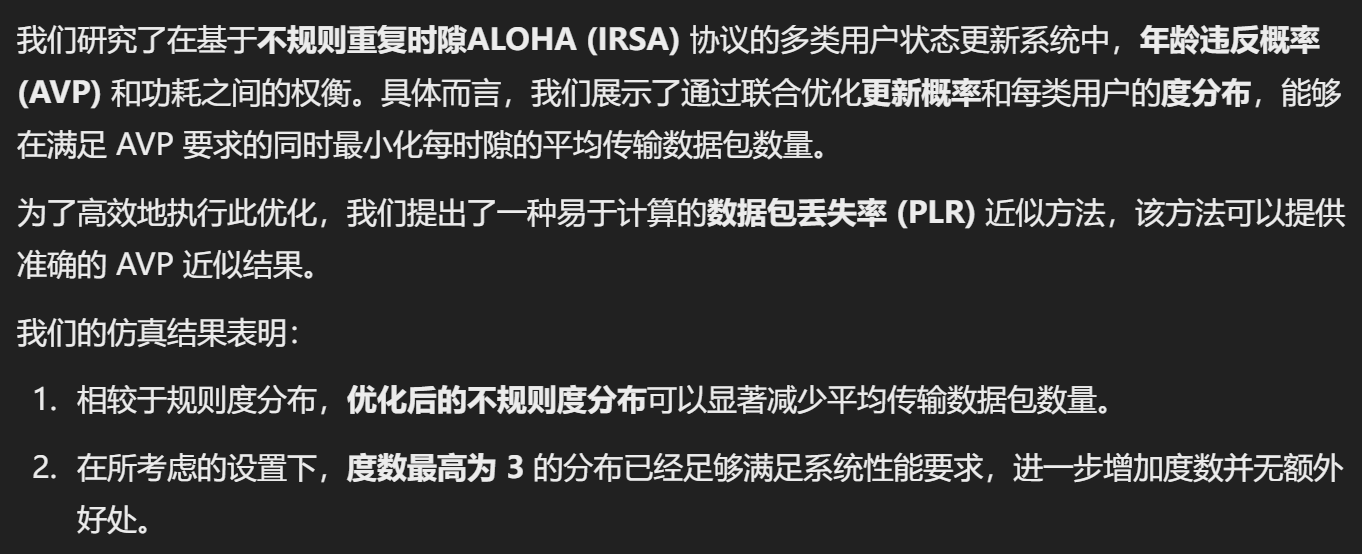 我们研究了在基于不规则重复时隙ALOHA (IRSA) 协议的多类用户状态更新系统中，年龄违反概率
(AVP) 和功耗之间的权衡。具体而言，我们展示了通过联合优化更新概率和每类用户的度分布，能够
在满足 AVP 要求的同时最小化每时隙的平均传输数据包数量。
为了高效地执行此优化，我们提出了一种易于计算的数据包丢失率 (PLR) 近似方法，该方法可以提供
准确的 AVP 近似结果。
我们的仿真结果表明：
1. 相较于规则度分布，优化后的不规则度分布可以显著减少平均传输数据包数量。
2. 在所考虑的设置下，度数最高为 3 的分布已经足够满足系统性能要求，进一步增加度数并无额外
好处。